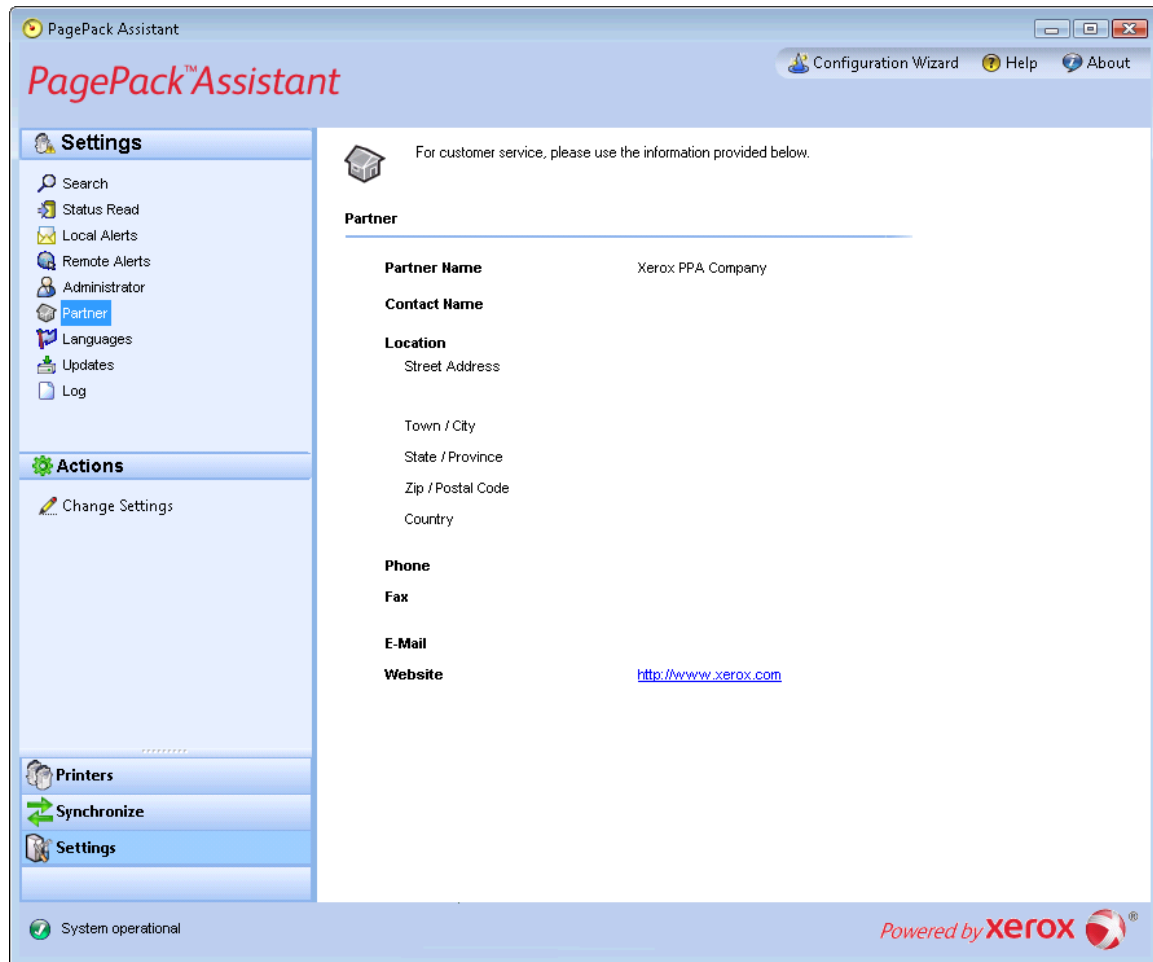 PagePack Assistant
PagePack™Assistant
Configuration Wizard Help About
Settings
Search
Status Read
Local Alerts
Remote Alerts
Administrator
Partner
Languages
Updates
Log
Actions
Change Settings
Printers
Synchronize
Settings
For customer service, please use the information provided below.
Partner
Partner Name Xerox PPA Company
Contact Name
Location
Street Address
Town / City
State / Province
Zip / Postal Code
Country
Phone
Fax
E-Mail
Website http://www.xerox.com
System operational
Powered by xerox ®